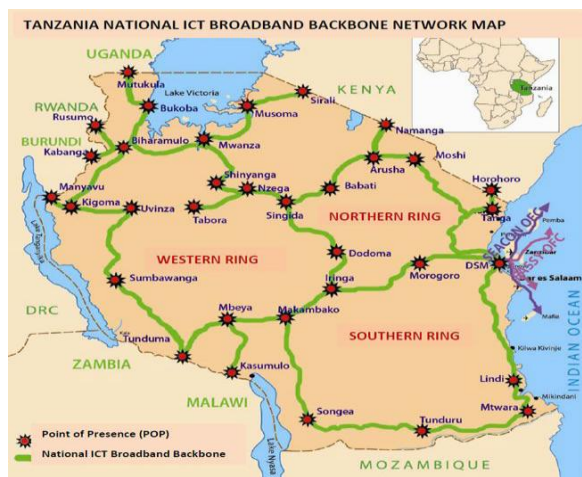 TANZANIA NATIONAL ICT BROADBAND BACKBONE NETWORK MAP
UGANDA
Mutukula
Lake Victoria
KENYA
Tanzania
RWANDA
Rusumo
Bukoba
Musoma
Sirali
BURUNDI
Kabanga
Biharamulo
Mwanza
Namanga
Shinyanga
Nzega
Arusha
Moshi
Manyavu
Kigoma
Uvinza
Tabora
Singida
Babati
Horohoro
Tanga
NORTHERN RING
Pemba
SEACON OFC
Zanzibar
WESTERN RING
Dodoma
DSM
ar es Salaam
Sumbawanga
Iringa
Morogoro
Mafia
DRC
Mbeya
Makambako
Tunduma
SOUTHERN RING
Kilwa Kivinje
INDIAN OCEAN
ZAMBIA
Kasumulo
MALAWI
Lindi
Mikindani
Mtwara
Songea
Tunduru
Lake Nyasa
Point of Presence (POP)
National ICT Broadband Backbone
MOZAMBIQUE